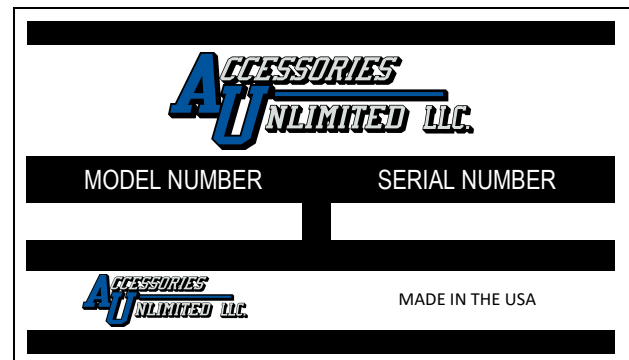 ACCESSORIES
UNLIMITED LLC.
MODEL NUMBER SERIAL NUMBER
ACCESSORIES
UNLIMITED LLC.
MADE IN THE USA